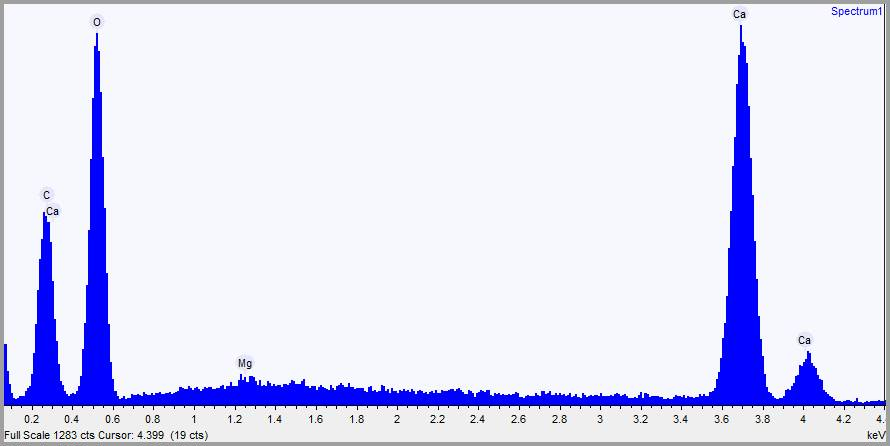 Spectrum1
Ca
O
C
Ca
Ca
Mg
0.2 0.4 0.6 0.8 1 1.2 1.4 1.6 1.8 2 2.2 2.4 2.6 2.8 3 3.2 3.4 3.6 3.8 4 4.2 4.
Full Scale 1283 cts Cursor: 4.399 (19 cts) keV